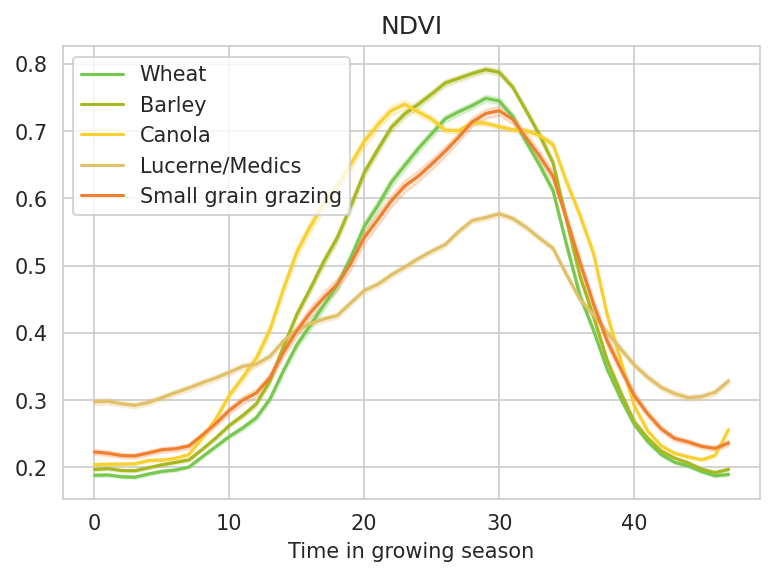 NDVI
0.8
0.7
0.6
0.5
0.4
0.3
0.2
Wheat
Barley
Canola
Lucerne/Medics
Small grain grazing
0 10 20 30 40
Time in growing season